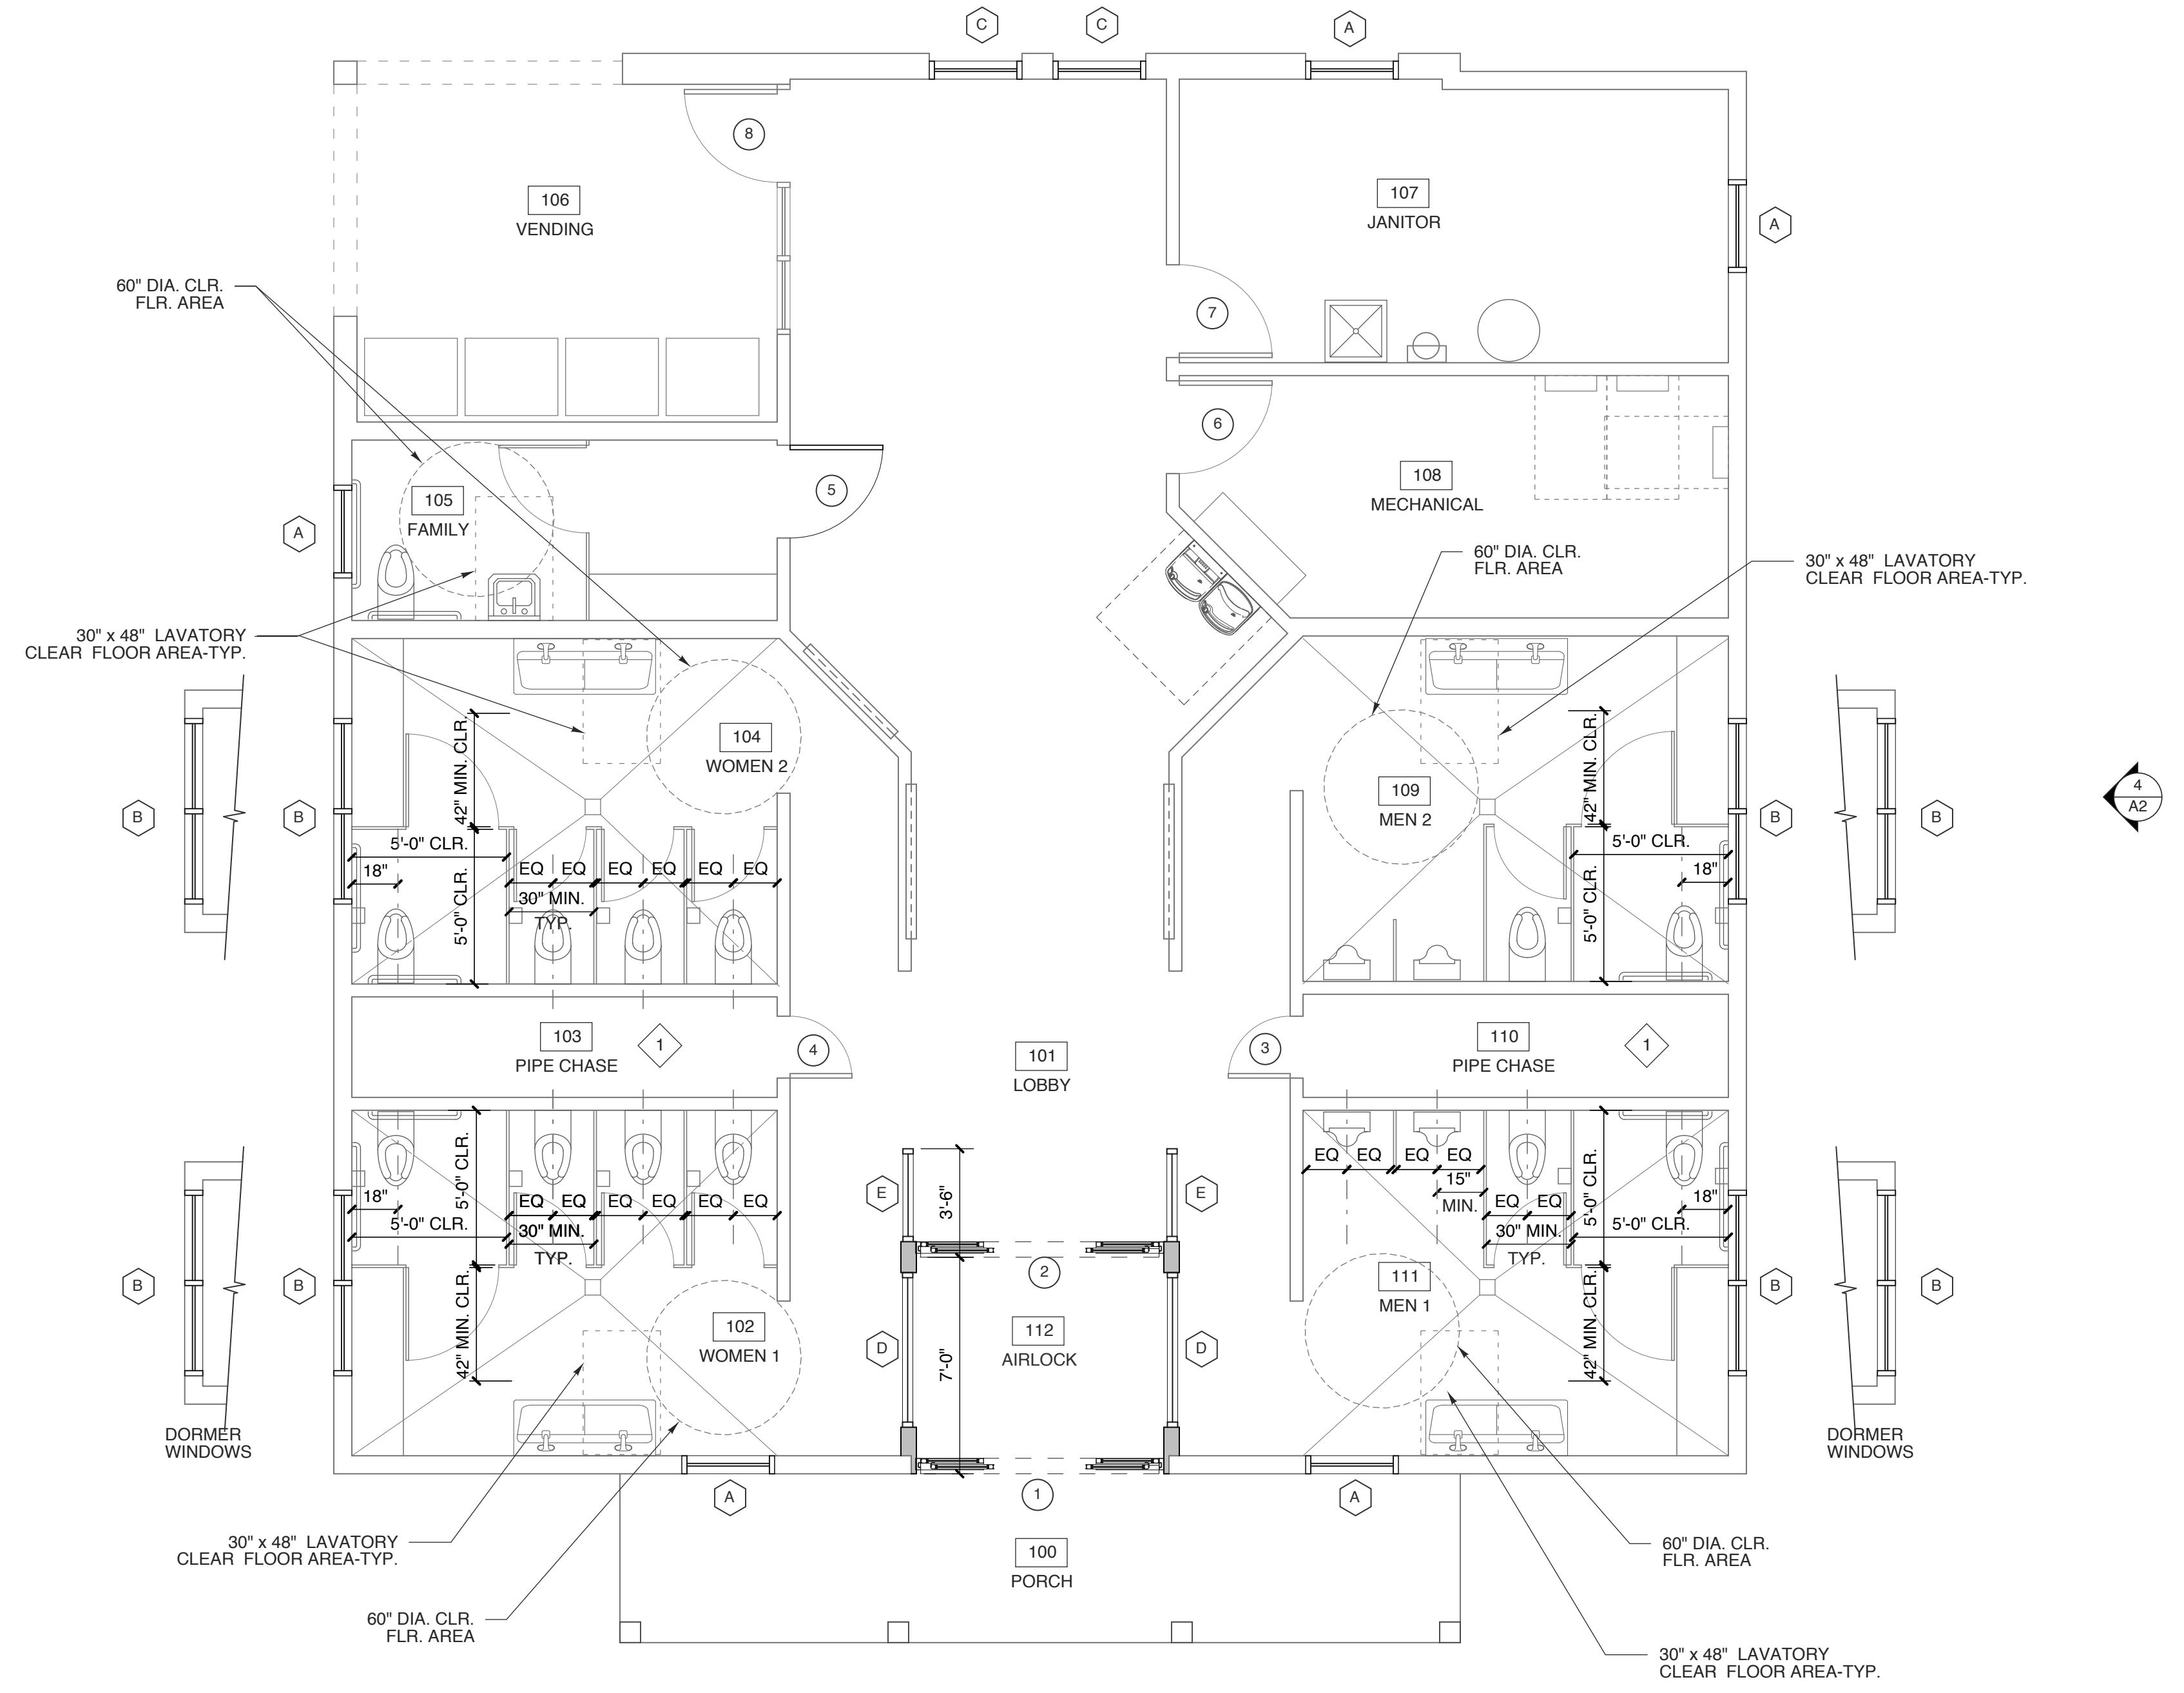 C
C
A
8
106
VENDING
107
JANITOR
A
60" DIA. CLR.
FLR. AREA
7
6
105
FAMILY
5
108
MECHANICAL
A
60" DIA. CLR.
FLR. AREA
30" x 48" LAVATORY
CLEAR FLOOR AREA-TYP.
30" x 48" LAVATORY
CLEAR FLOOR AREA-TYP.
104
WOMEN 2
109
MEN 2
42" MIN. CLR.
42" MIN. CLR.
B
B
B
B
4
A2
5'-0" CLR.
18"
5'-0" CLR.
EQ EQ EQ EQ EQ EQ
30" MIN.
TYP.
5'-0" CLR.
18"
5'-0" CLR.
103
PIPE CHASE
1
4
101
LOBBY
3
110
PIPE CHASE
1
18"
5'-0" CLR.
5'-0" CLR.
EQ EQ EQ EQ EQ EQ
30" MIN.
TYP.
E
3'-6"
E
EQ EQ EQ EQ
15"
MIN.
EQ EQ
30" MIN.
TYP.
5'-0" CLR.
18"
5'-0" CLR.
B
B
42" MIN. CLR.
2
111
MEN 1
42" MIN. CLR.
B
B
102
WOMEN 1
D
7'-0"
112
AIRLOCK
D
DORMER
WINDOWS
DORMER
WINDOWS
A
1
A
30" x 48" LAVATORY
CLEAR FLOOR AREA-TYP.
100
PORCH
60" DIA. CLR.
FLR. AREA
60" DIA. CLR.
FLR. AREA
30" x 48" LAVATORY
CLEAR FLOOR AREA-TYP.